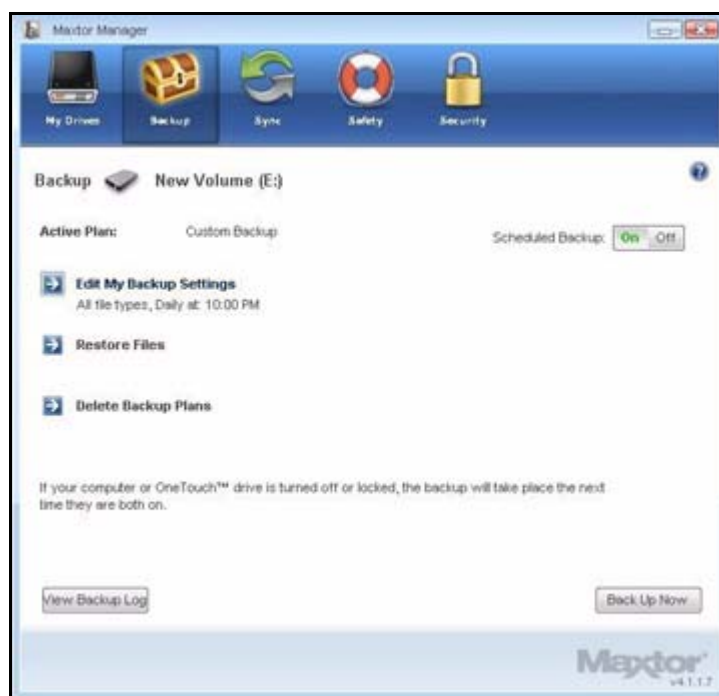 Maxtor Manager
My Drives Backup Sync Safety Security
Backup New Volume (E:)
Active Plan: Custom Backup Scheduled Backup: On Off
Edit My Backup Settings
All file types, Daily at: 10:00 PM
Restore Files
Delete Backup Plans
If your computer or OneTouch™ drive is turned off or locked, the backup will take place the next
time they are both on.
View Backup Log Back Up Now
Maxtor
v4.1.1.7